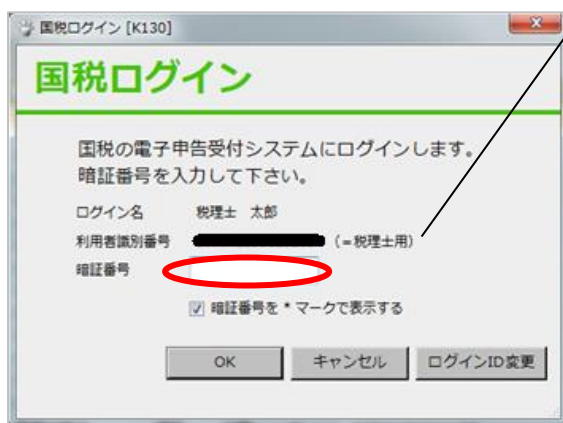 国税ログイン [K130]
国税ログイン
国税の電子申告受付システムにログインします。
暗証番号を入力して下さい。
ログイン名 税理士 太郎
利用者識別番号 (=税理士用)
暗証番号
暗証番号を * マークで表示する
OK キャンセル ログインID変更